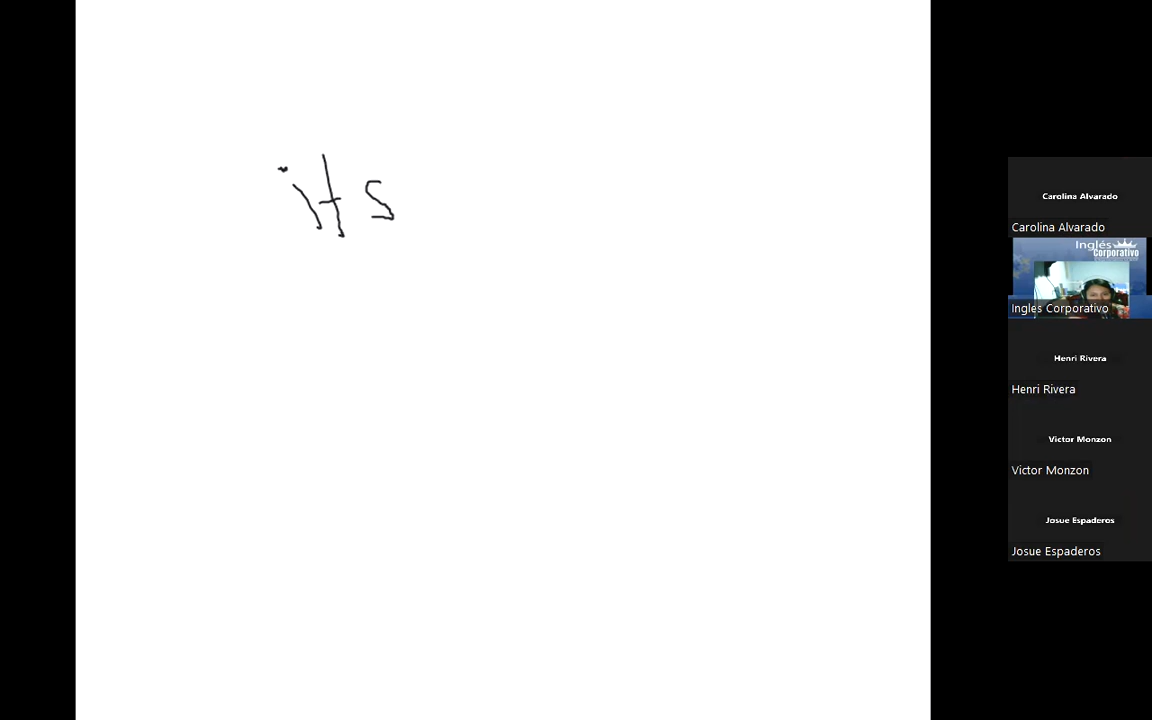 its
Carolina Alvarado
Carolina Alvarado
Inglés
Corporativo
Ingles Corporativo
Henri Rivera
Henri Rivera
Victor Monzon
Victor Monzon
Josue Espaderos
Josue Espaderos